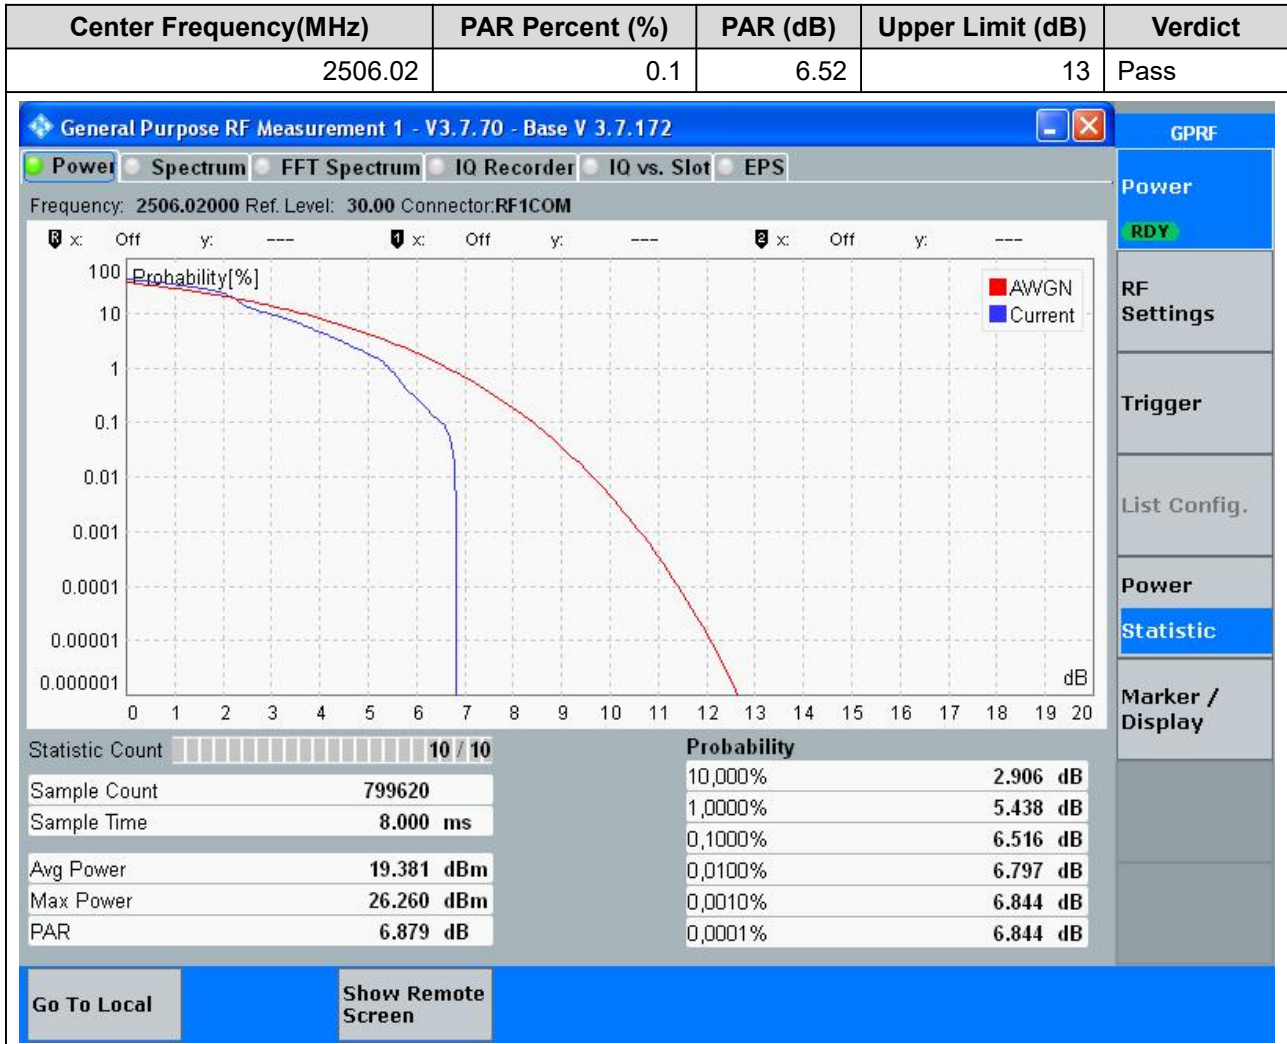 Center Frequency(MHz) PAR Percent (%) PAR (dB) Upper Limit (dB) Verdict
2506.02 0.1 6.52 13 Pass
General Purpose RF Measurement 1 - V3.7.70 - Base V 3.7.172
GPRF
Power Spectrum FFT Spectrum IQ Recorder IQ vs. Slot EPS
Frequency: 2506.02000 Ref. Level: 30.00 Connector:RF1COM
R x: Off y: --- 1 x: Off y: --- 2 x: Off y: ---
Probability[%]
AWGN
Current
100
10
1
0.1
0.01
0.001
0.0001
0.00001
0.000001
dB
0 1 2 3 4 5 6 7 8 9 10 11 12 13 14 15 16 17 18 19 20
Statistic Count 10 / 10
Sample Count 799620
Sample Time 8.000 ms
Avg Power 19.381 dBm
Max Power 26.260 dBm
PAR 6.879 dB
Probability
10,000% 2.906 dB
1,0000% 5.438 dB
0,1000% 6.516 dB
0,0100% 6.797 dB
0,0010% 6.844 dB
0,0001% 6.844 dB
Power
RDY
RF
Settings
Trigger
List Config.
Power
Statistic
Marker /
Display
Go To Local
Show Remote
Screen